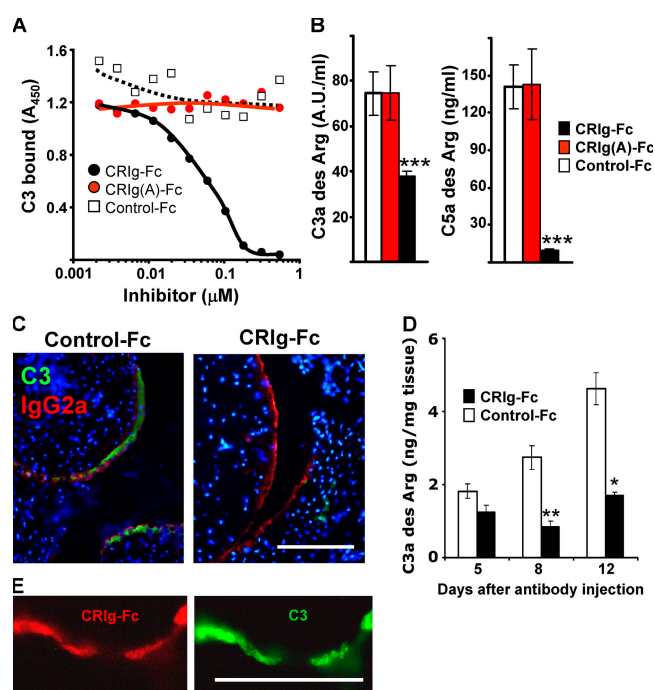 A
C3 bound (A450)
1.6
1.2
0.8
0.4
CRIg-Fc
CRIg(A)-Fc
Control-Fc
0.001
0.01
0.1
1
Inhibitor (μM)
B
C3a des Arg (A.U./ml)
100
80
60
40
20
***
C5a des Arg (ng/ml)
180
150
120
90
60
30
***
CRIg-Fc
CRIg(A)-Fc
Control-Fc
C
Control-Fc
CRIg-Fc
C3
IgG2a
D
C3a des Arg (ng/mg tissue)
6
4
2
0
CRIg-Fc
Control-Fc
**
*
5
8
12
Days after antibody injection
E
CRIg-Fc
C3